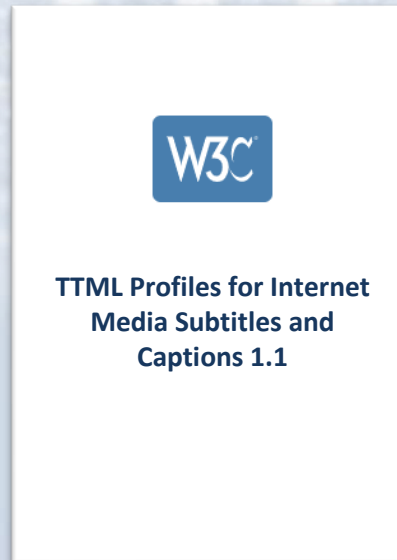 W3C®
TTML Profiles for Internet
Media Subtitles and
Captions 1.1